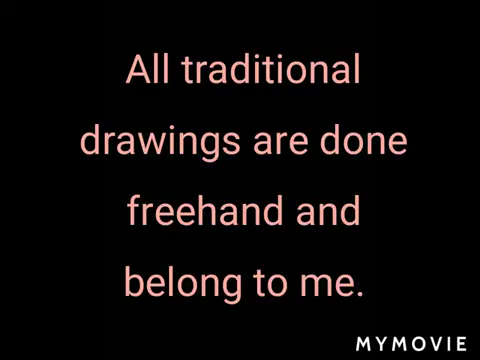 All traditional
drawings are done
freehand and
belong to me.
MYMOVIE